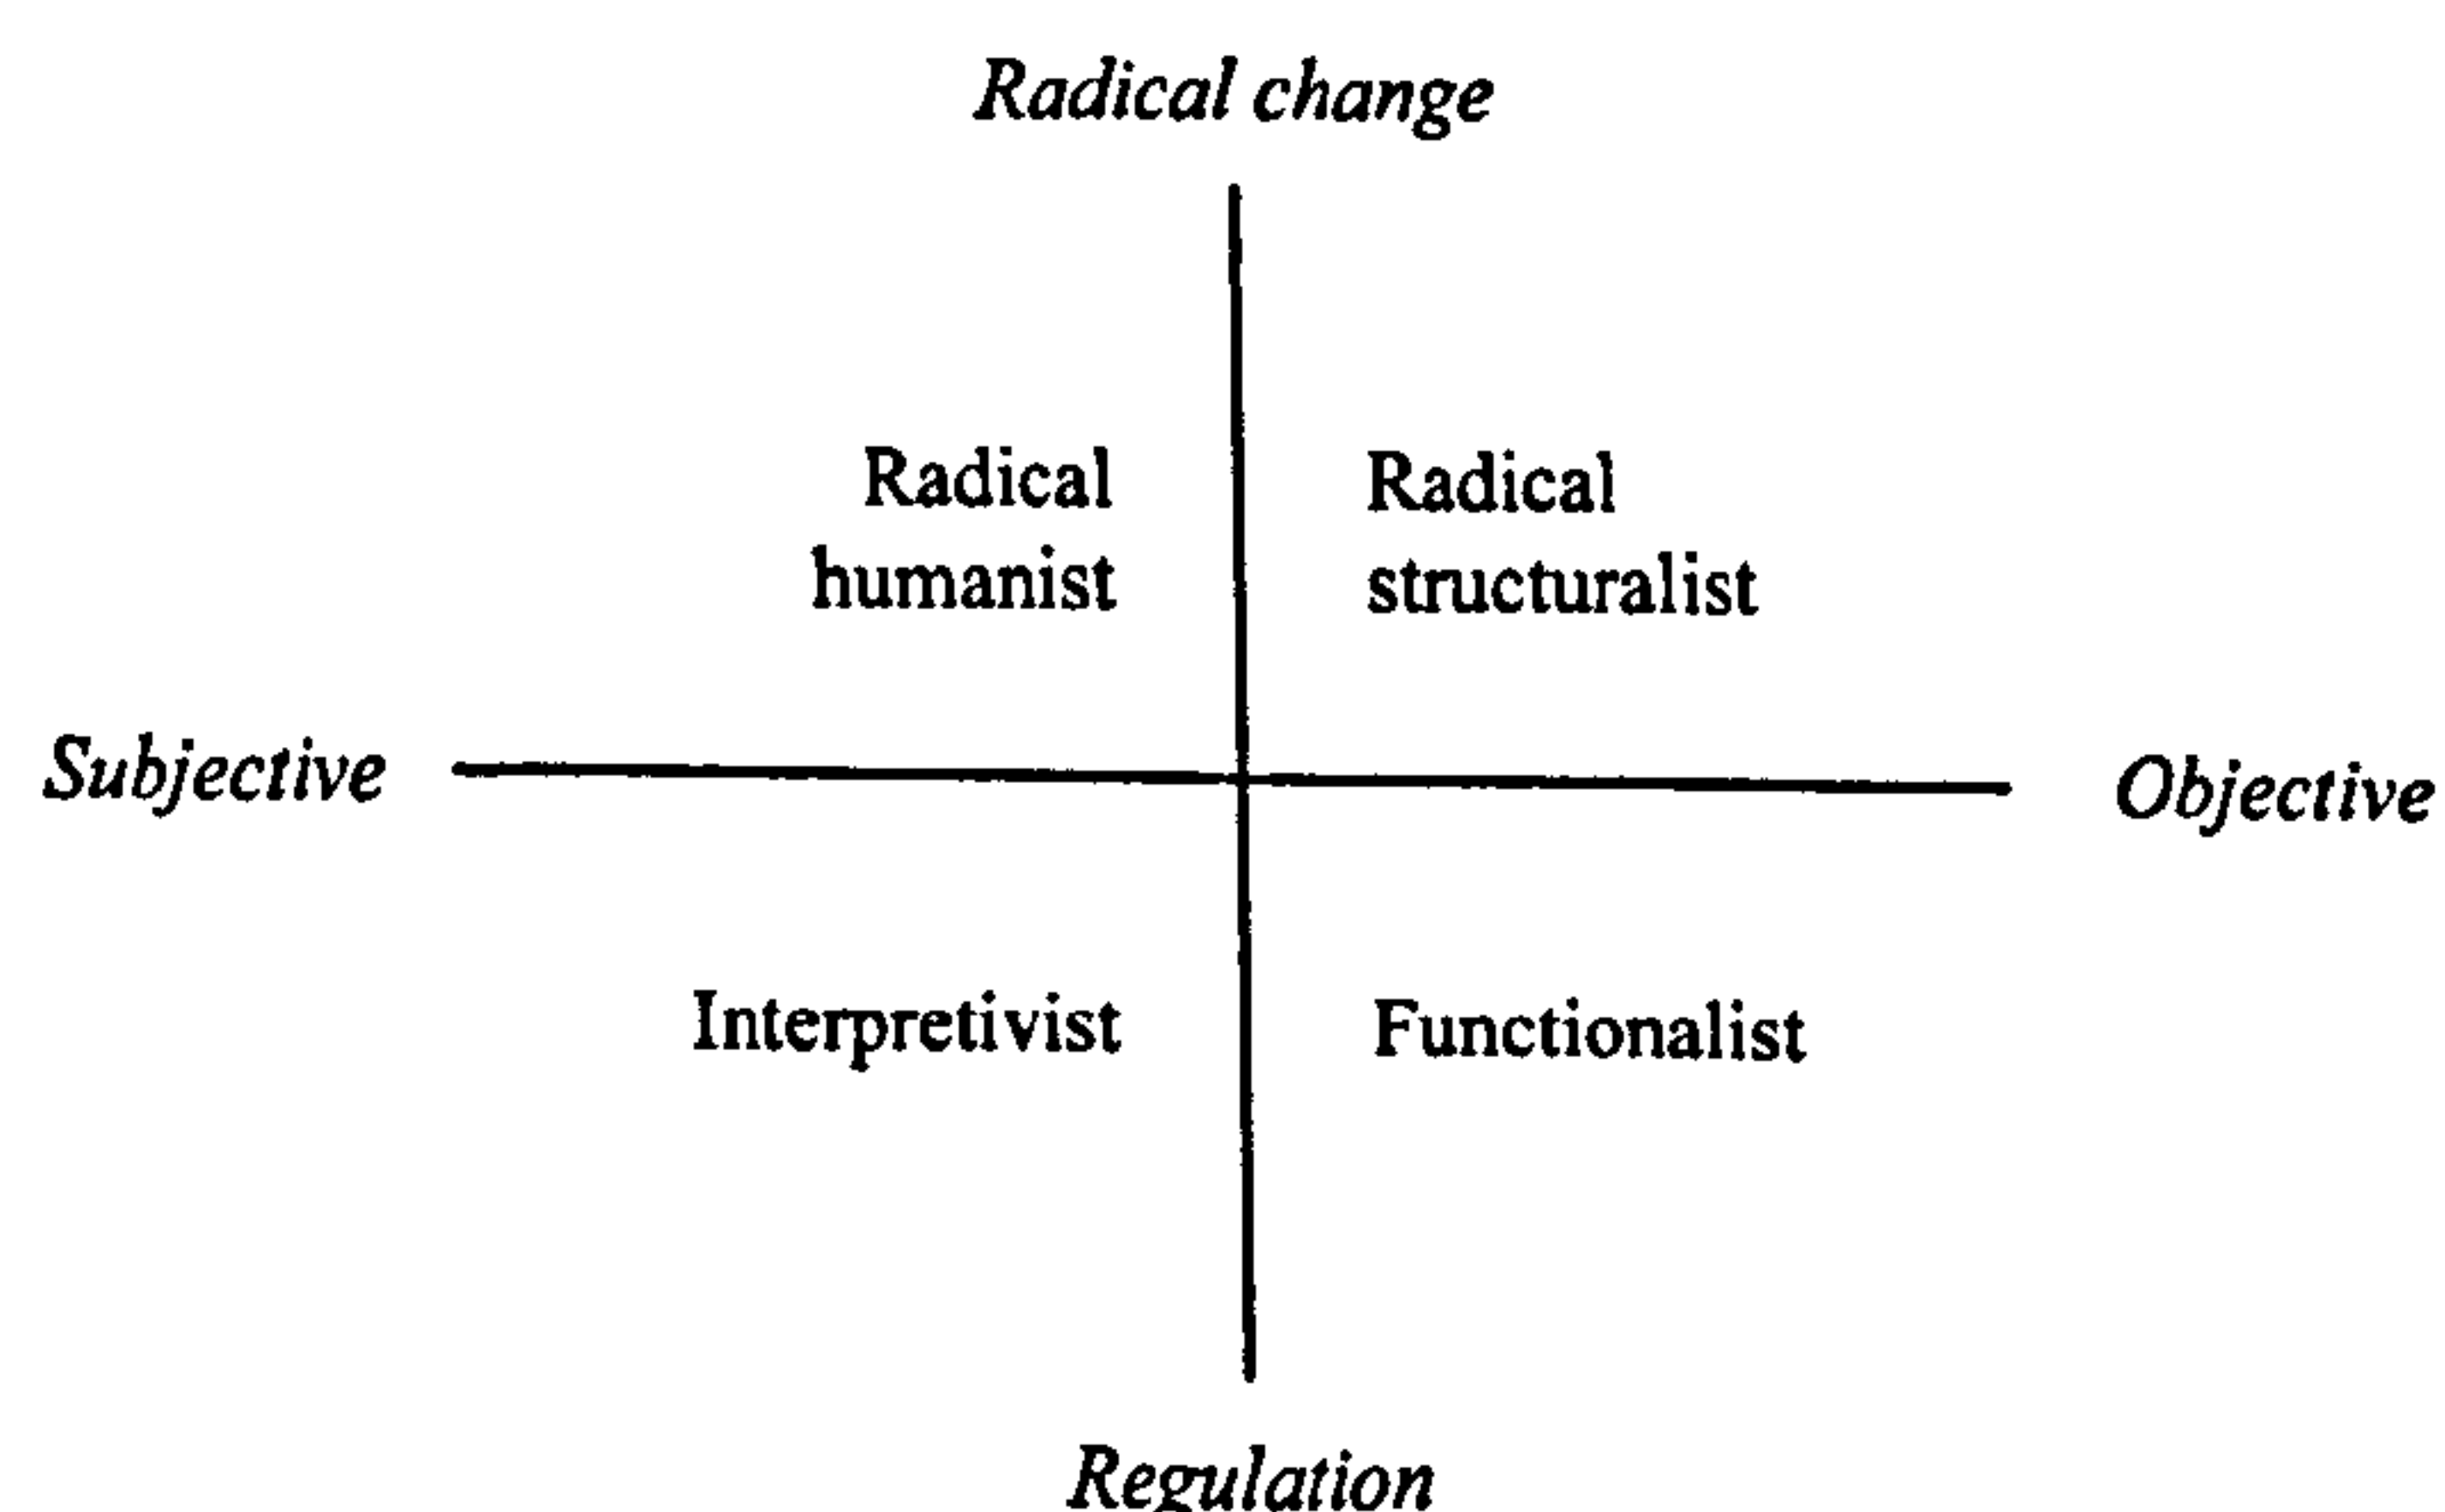 Radical change
Radical
humanist
Radical
structuralist
Subjective
Objective
Interpretivist
Functionalist
Regulation